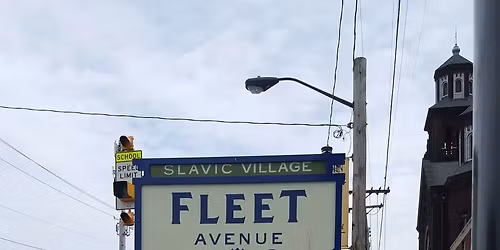 SCHOOL
SPEED
LIMIT
SLAVIC VILLAGE
FLEET
AVENUE